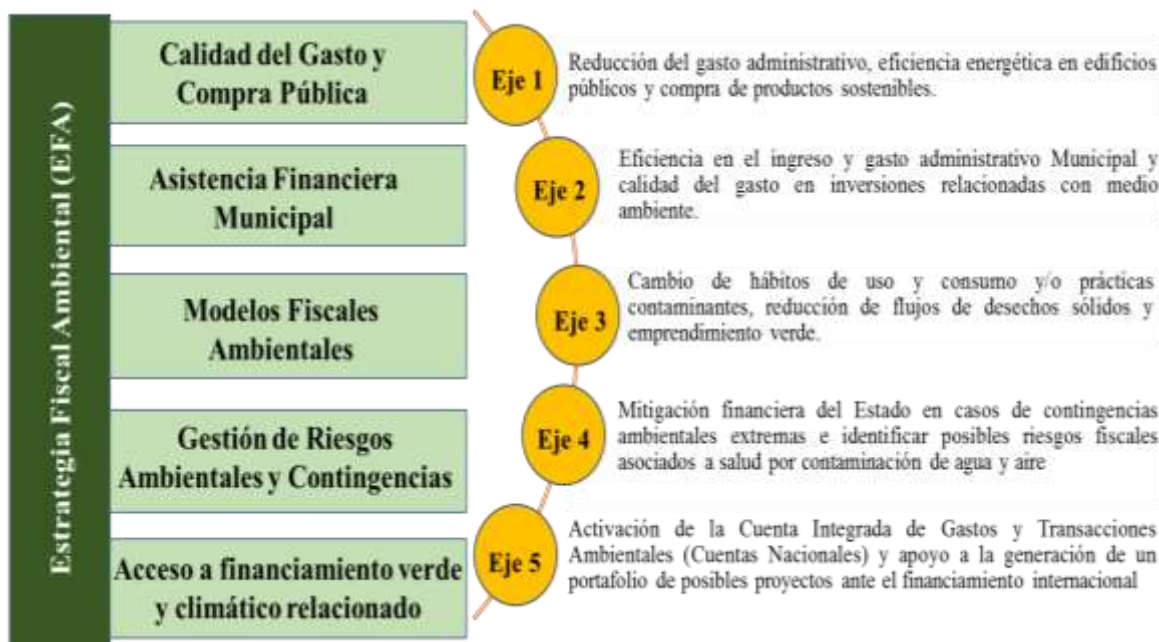 Estrategia Fiscal Ambiental (EFA)
Calidad del Gasto y
Compra Pública
Eje 1
Reducción del gasto administrativo, eficiencia energética en edificios
públicos y compra de productos sostenibles.
Asistencia Financiera
Municipal
Eje 2
Eficiencia en el ingreso y gasto administrativo Municipal y
calidad del gasto en inversiones relacionadas con medio
ambiente.
Modelos Fiscales
Ambientales
Eje 3
Cambio de hábitos de uso y consumo y/o prácticas
contaminantes, reducción de flujos de desechos sólidos y
emprendimiento verde.
Gestión de Riesgos
Ambientales y Contingencias
Eje 4
Mitigación financiera del Estado en casos de contingencias
ambientales extremas e identificar posibles riesgos fiscales
asociados a salud por contaminación de agua y aire
Acceso a financiamiento verde
y climático relacionado
Eje 5
Activación de la Cuenta Integrada de Gastos y Transacciones
Ambientales (Cuentas Nacionales) y apoyo a la generación de un
portafolio de posibles proyectos ante el financiamiento internacional